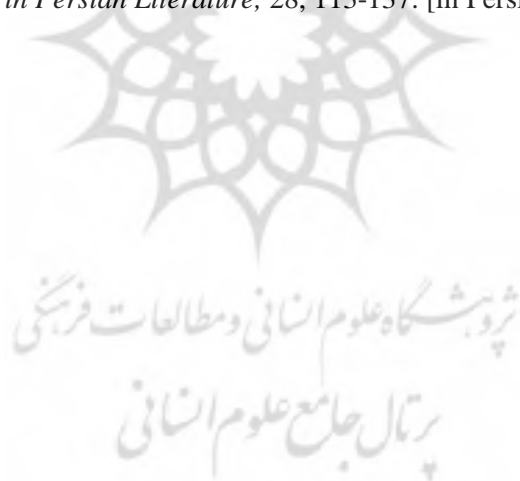 in Persian Literature, 28, 113-137. [in Persi
پژوهشگاه علوم انسانی و مطالعات فرهنگی
پرتال جامع علوم انسانی